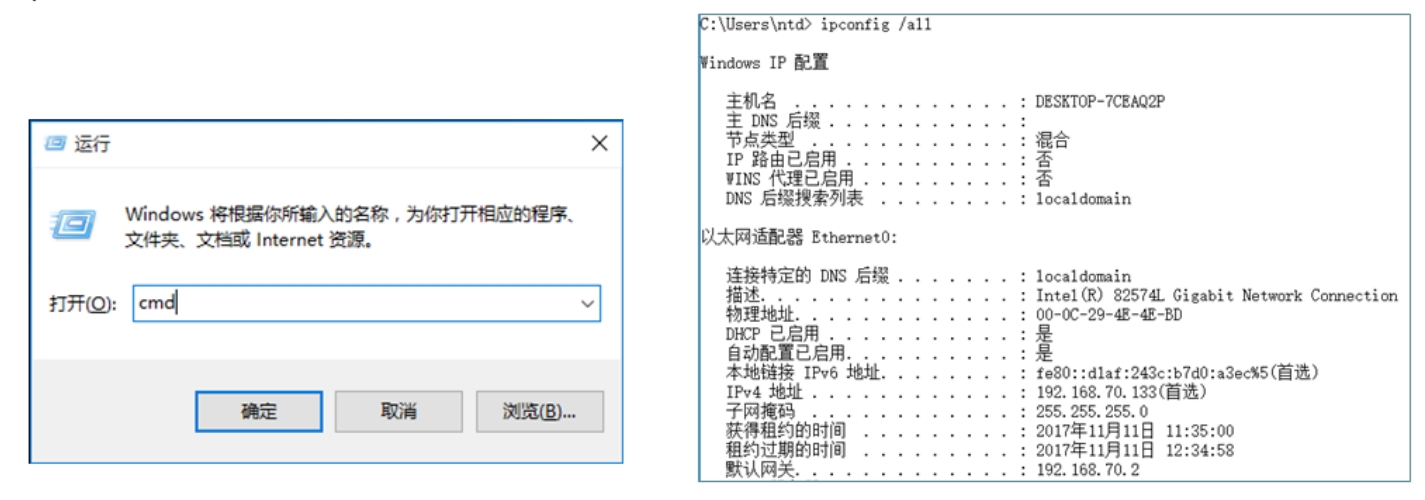 运行
Windows 将根据你所输入的名称，为你打开相应的程序、
文件夹、文档或 Internet 资源。
打开(O): cmd
确定 取消 浏览(B)...
C:\Users\ntd> ipconfig /all
Windows IP 配置
主机名 . . . . . . . . . . . . . : DESKTOP-7CEAQ2P
主 DNS 后缀 . . . . . . . . . . . :
节点类型 . . . . . . . . . . . . : 混合
IP 路由已启用 . . . . . . . . . . : 否
WINS 代理已启用 . . . . . . . . . : 否
DNS 后缀搜索列表 . . . . . . . . : localdomain
以太网适配器 Ethernet0:
连接特定的 DNS 后缀 . . . . . . . : localdomain
描述. . . . . . . . . . . . . . . : Intel(R) 82574L Gigabit Network Connection
物理地址. . . . . . . . . . . . . : 00-0C-29-4E-4E-BD
DHCP 已启用 . . . . . . . . . . . : 是
自动配置已启用. . . . . . . . . . : 是
本地链接 IPv6 地址. . . . . . . . : fe80::d1af:243c:b7d0:a3ec%5(首选)
IPv4 地址 . . . . . . . . . . . . : 192.168.70.133(首选)
子网掩码 . . . . . . . . . . . . : 255.255.255.0
获得租约的时间 . . . . . . . . . : 2017年11月11日 11:35:00
租约过期的时间 . . . . . . . . . : 2017年11月11日 12:34:58
默认网关. . . . . . . . . . . . . : 192.168.70.2